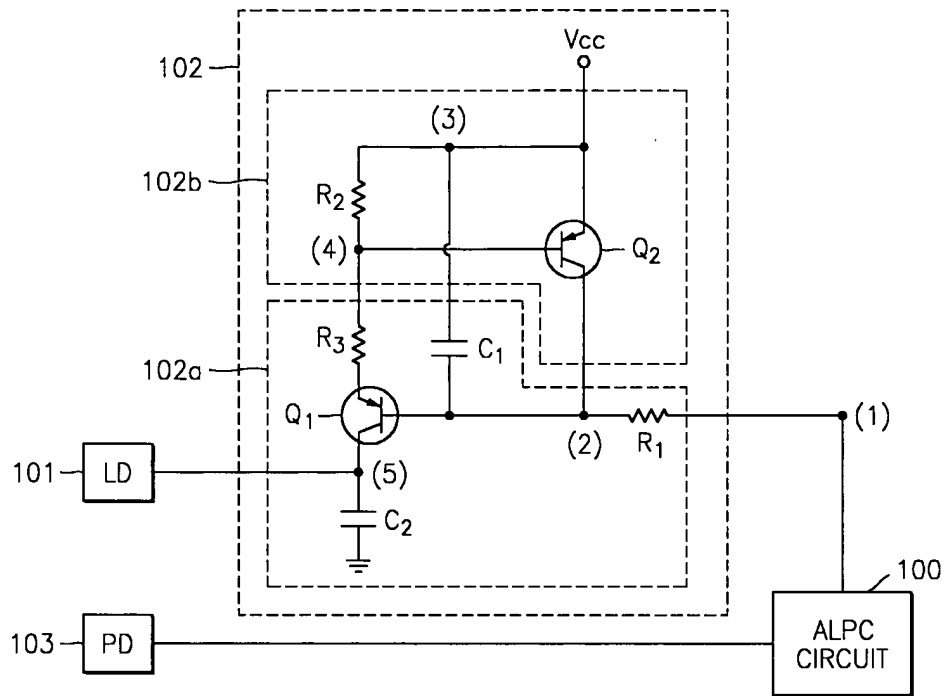 Vcc
102
(3)
102b
R2
(4)
Q2
R3
C1
102a
Q1
(2)
R1
(1)
101
LD
(5)
C2
100
103
PD
ALPC
CIRCUIT